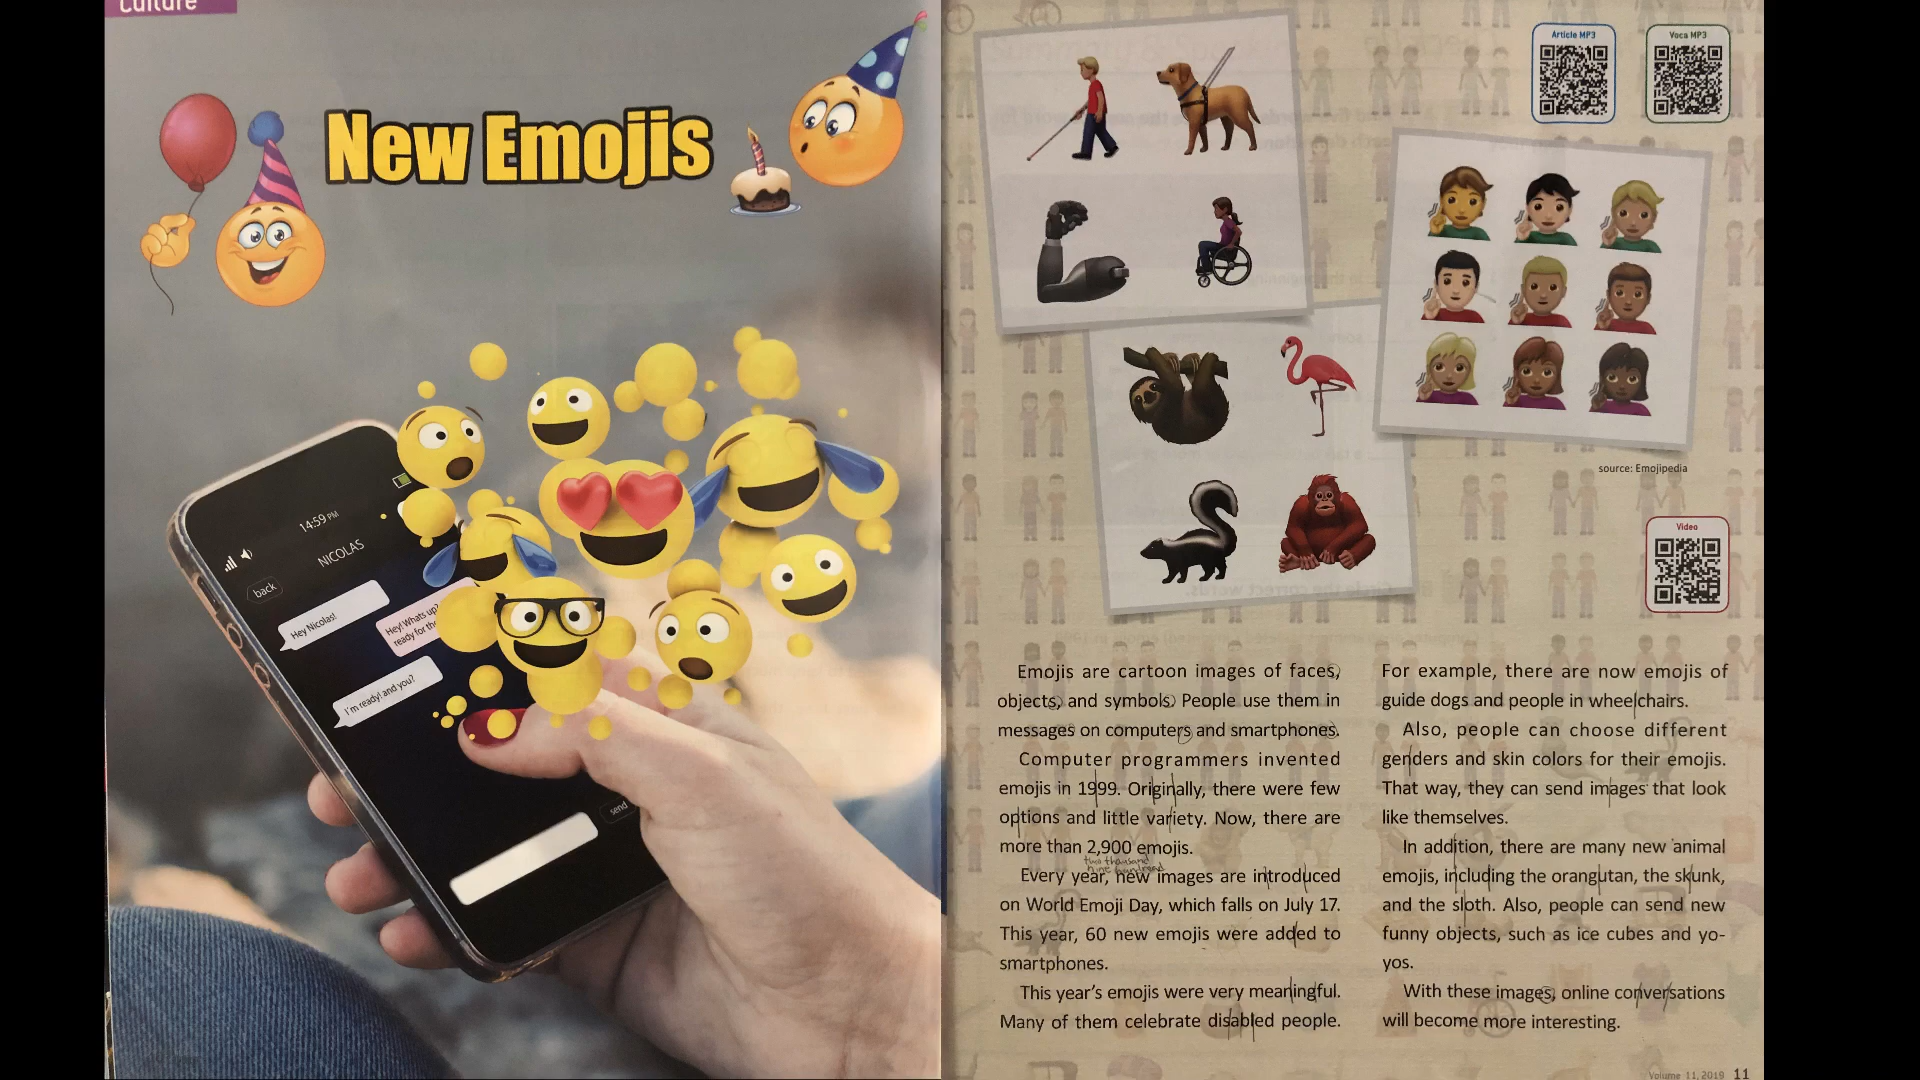 Culture
New Emojis
14:59 PM
NICOLAS
back
Hey Nicolas!
Hey! Whats up?
ready for the
I'm ready! and you?
send
Article MP3
Voca MP3
source: Emojipedia
Video
Emojis are cartoon images of faces,
objects, and symbols. People use them in
messages on computers and smartphones.
Computer programmers invented
emojis in 1999. Originally, there were few
options and little variety. Now, there are
more than 2,900 emojis.
two thousand
nine hundred
Every year, new images are introduced
on World Emoji Day, which falls on July 17.
This year, 60 new emojis were added to
smartphones.
This year's emojis were very meaningful.
Many of them celebrate disabled people.
For example, there are now emojis of
guide dogs and people in wheelchairs.
Also, people can choose different
genders and skin colors for their emojis.
That way, they can send images that look
like themselves.
In addition, there are many new animal
emojis, including the orangutan, the skunk,
and the sloth. Also, people can send new
funny objects, such as ice cubes and yo-
yos.
With these images, online conversations
will become more interesting.
Volume 11, 2019 11